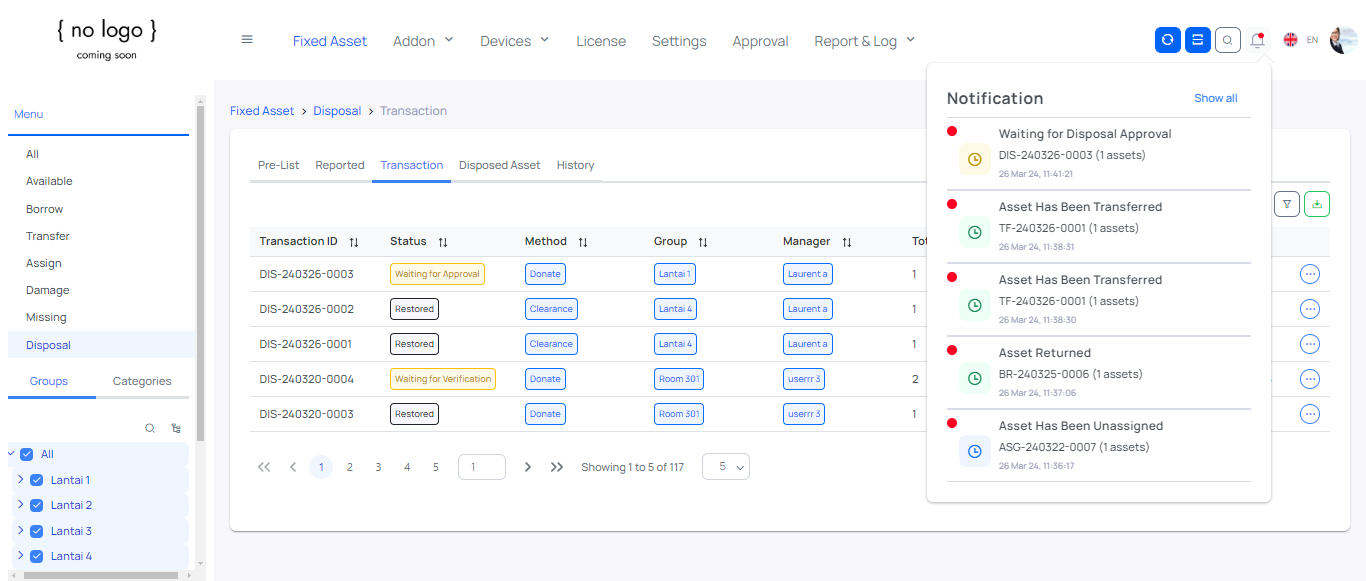 { no logo }
coming soon
Fixed Asset Addon Devices License Settings Approval Report & Log
EN
Menu
All
Available
Borrow
Transfer
Assign
Damage
Missing
Disposal
Groups Categories
All
Lantai 1
Lantai 2
Lantai 3
Lantai 4
Fixed Asset > Disposal > Transaction
Pre-List Reported Transaction Disposed Asset History
Transaction ID Status Method Group Manager Tot
DIS-240326-0003 Waiting for Approval Donate Lantai 1 Laurent a 1
DIS-240326-0002 Restored Clearance Lantai 4 Laurent a 1
DIS-240326-0001 Restored Clearance Lantai 4 Laurent a 1
DIS-240320-0004 Waiting for Verification Donate Room 301 userrr 3 2
DIS-240320-0003 Restored Donate Room 301 userrr 3 1
1 2 3 4 5 1 Showing 1 to 5 of 117 5
Notification Show all
Waiting for Disposal Approval
DIS-240326-0003 (1 assets)
26 Mar 24, 11:41:21
Asset Has Been Transferred
TF-240326-0001 (1 assets)
26 Mar 24, 11:38:31
Asset Has Been Transferred
TF-240326-0001 (1 assets)
26 Mar 24, 11:38:30
Asset Returned
BR-240325-0006 (1 assets)
26 Mar 24, 11:37:06
Asset Has Been Unassigned
ASG-240322-0007 (1 assets)
26 Mar 24, 11:36:17